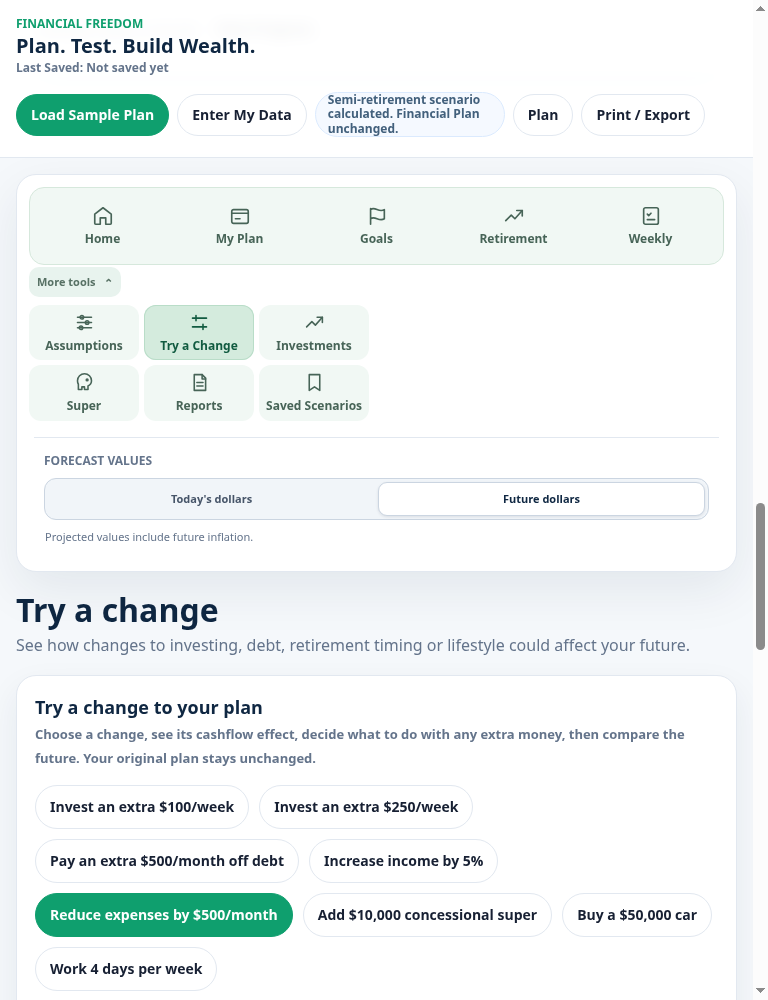 FINANCIAL FREEDOM
Plan. Test. Build Wealth.
Last Saved: Not saved yet
Load Sample Plan
Enter My Data
Semi-retirement scenario
calculated. Financial Plan
unchanged.
Plan
Print / Export
Home
My Plan
Goals
Retirement
Weekly
More tools
Assumptions
Try a Change
Investments
Super
Reports
Saved Scenarios
FORECAST VALUES
Today's dollars
Future dollars
Projected values include future inflation.
Try a change
See how changes to investing, debt, retirement timing or lifestyle could affect your future.
Try a change to your plan
Choose a change, see its cashflow effect, decide what to do with any extra money, then compare the
future. Your original plan stays unchanged.
Invest an extra $100/week
Invest an extra $250/week
Pay an extra $500/month off debt
Increase income by 5%
Reduce expenses by $500/month
Add $10,000 concessional super
Buy a $50,000 car
Work 4 days per week